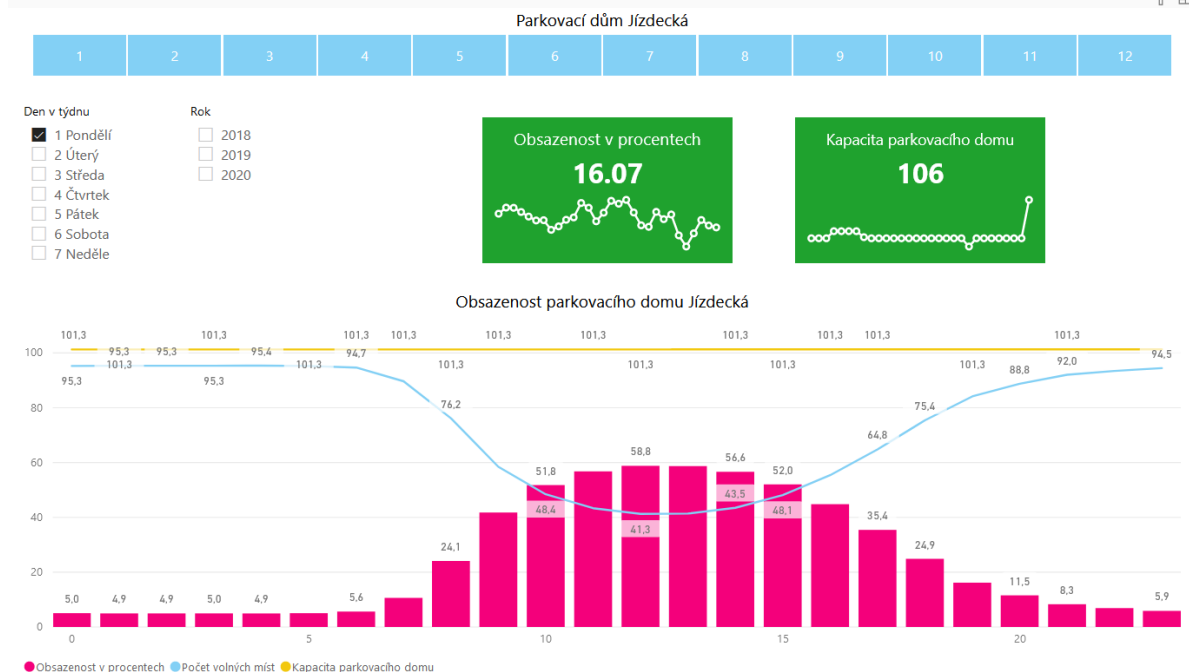 Parkovací dům Jízdecká
1 2 3 4 5 6 7 8 9 10 11 12
Den v týdnu
1 Pondělí
2 Úterý
3 Středa
4 Čtvrtek
5 Pátek
6 Sobota
7 Neděle
Rok
2018
2019
2020
Obsazenost v procentech
16.07
Kapacita parkovacího domu
106
Obsazenost parkovacího domu Jízdecká
101,3 101,3 101,3 101,3 101,3 101,3 101,3 101,3 101,3 101,3
100 95,3 95,3 95,4 94,7 94,5
101,3 101,3 101,3 101,3 101,3 101,3 88,8 92,0
95,3 95,3
80 76,2 75,4
64,8
60 51,8 58,8 56,6 52,0
43,5
40 48,4 41,3 48,1 35,4
24,1 24,9
20
5,0 4,9 4,9 5,0 4,9 5,6 11,5 8,3 5,9
0
0 5 10 15 20
Obsazenost v procentech Počet volných míst Kapacita parkovacího domu